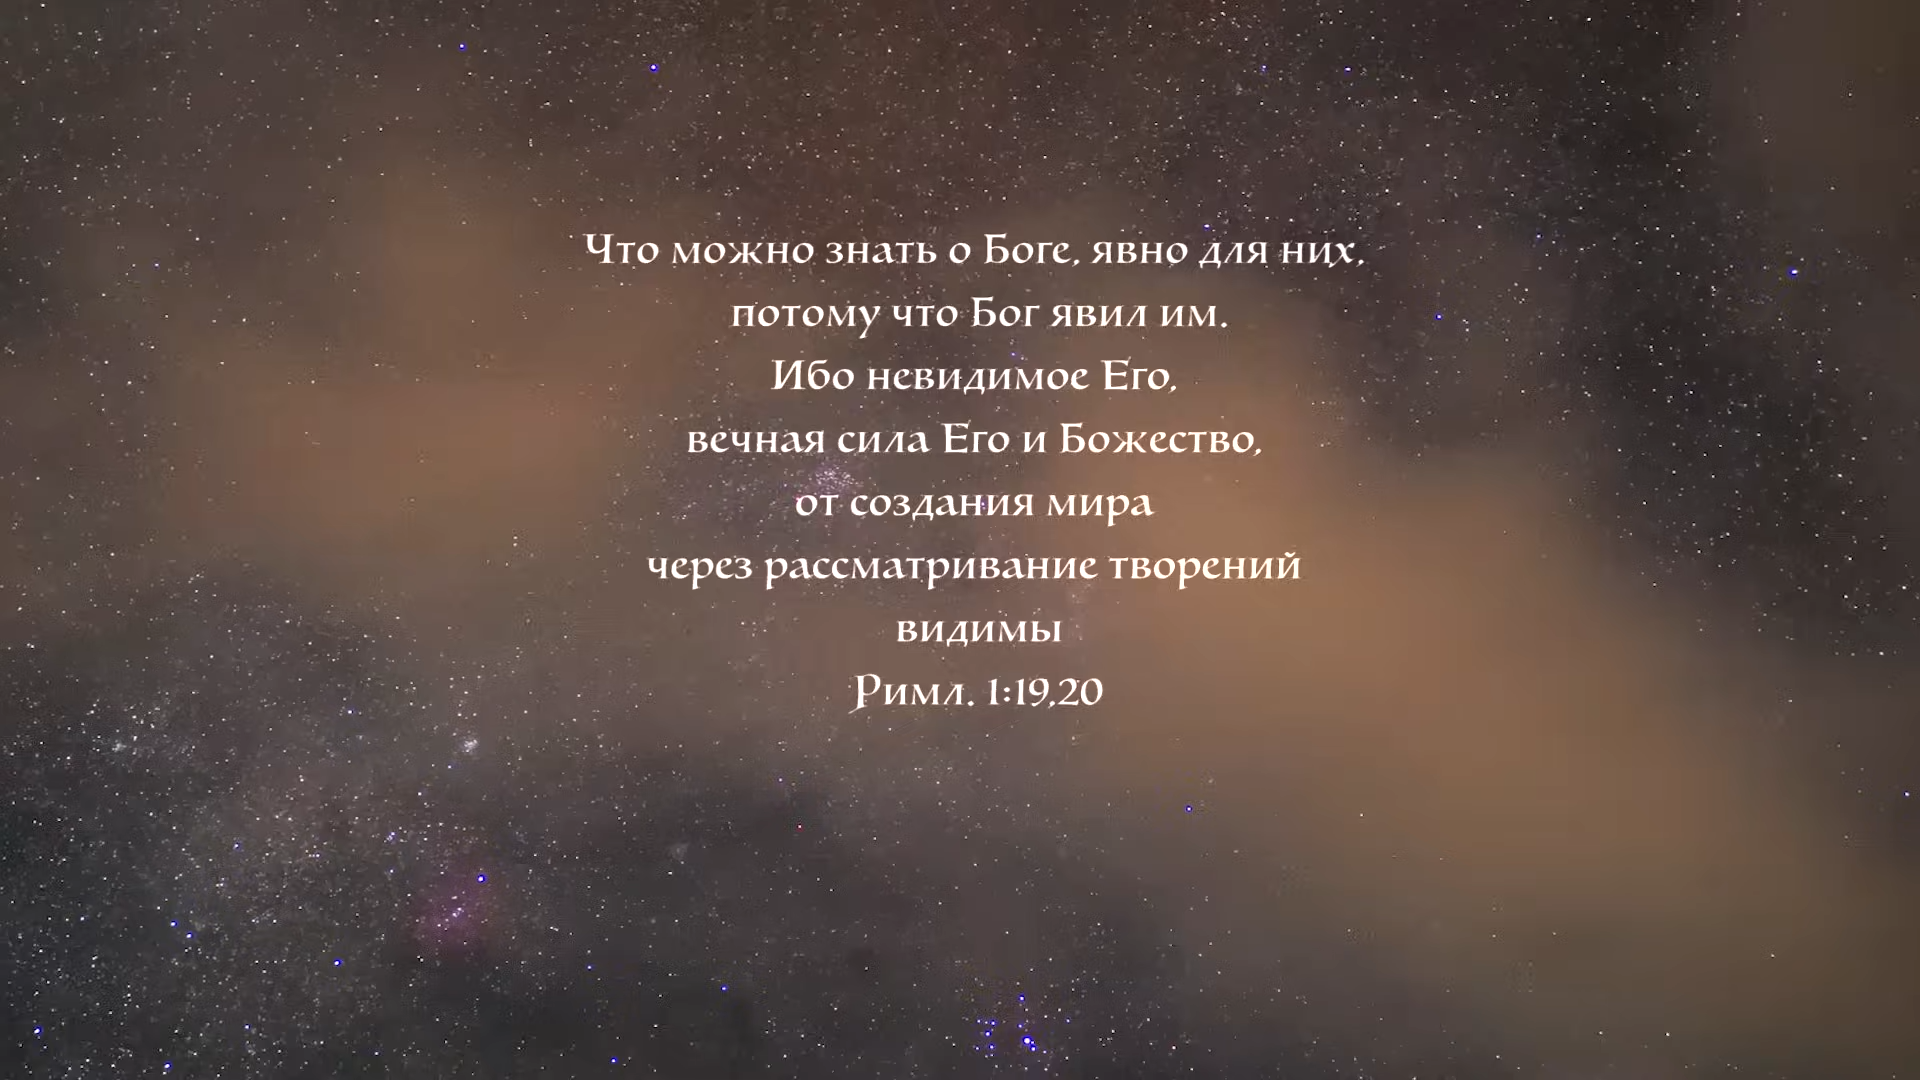 Что можно знать о Боге, явно для них,
потому что Бог явил им.
Ибо невидимое Его,
вечная сила Его и Божество,
от создания мира
через рассматривание творений
видимы
Римл. 1:19,20